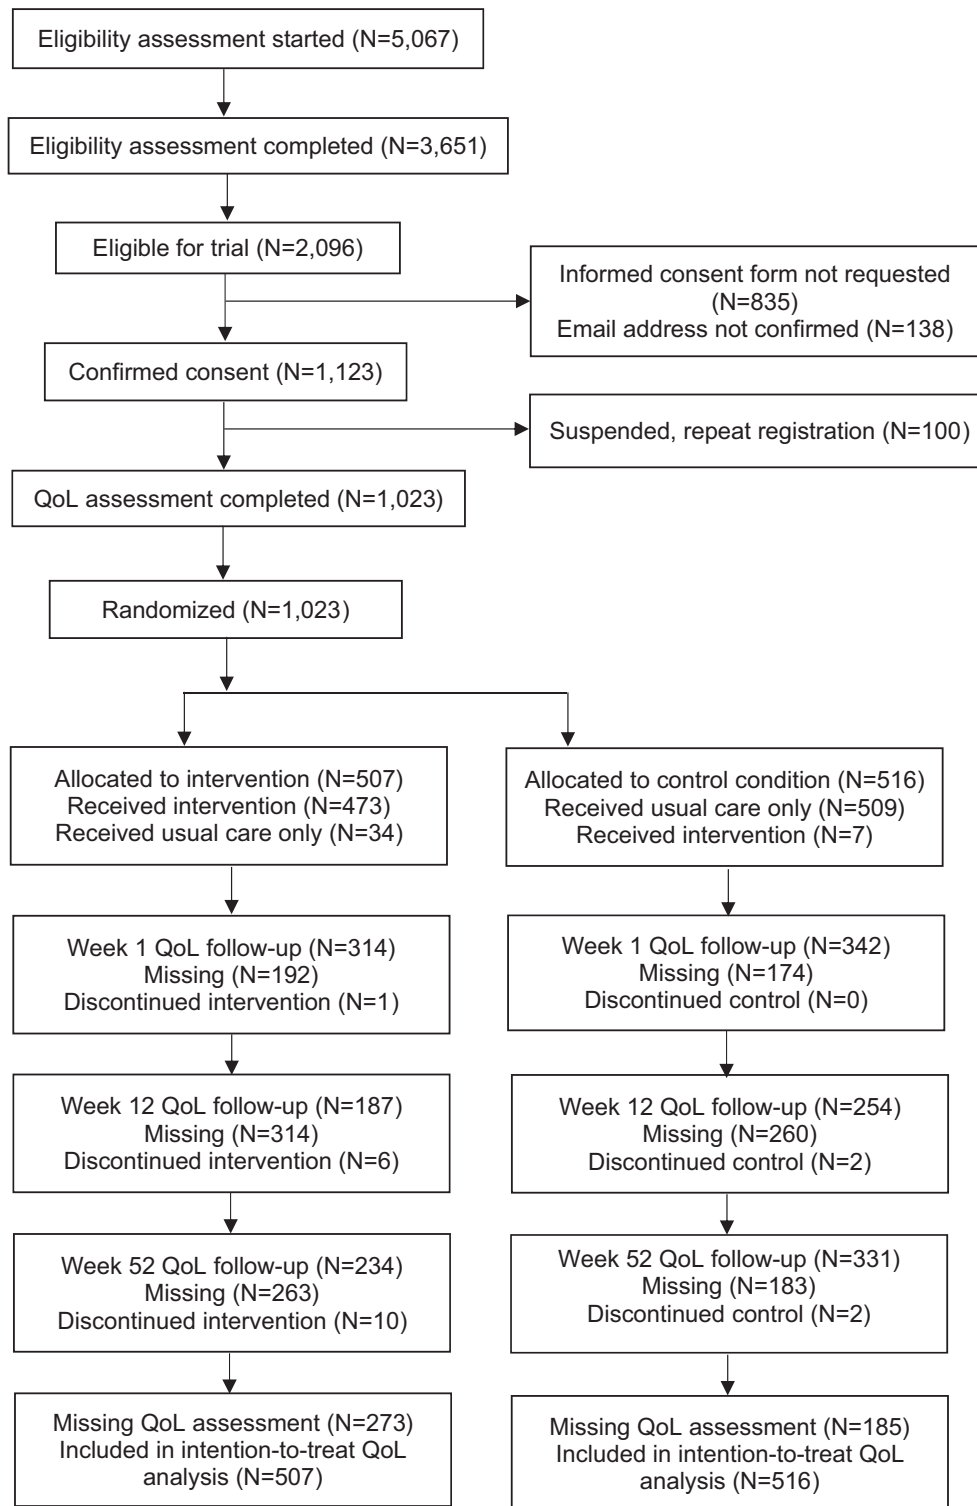 Eligibility assessment started (N=5,067)
Eligibility assessment completed (N=3,651)
Eligible for trial (N=2,096)
Informed consent form not requested
(N=835)
Email address not confirmed (N=138)
Confirmed consent (N=1,123)
Suspended, repeat registration (N=100)
QoL assessment completed (N=1,023)
Randomized (N=1,023)
Allocated to intervention (N=507)
Received intervention (N=473)
Received usual care only (N=34)
Allocated to control condition (N=516)
Received usual care only (N=509)
Received intervention (N=7)
Week 1 QoL follow-up (N=314)
Missing (N=192)
Discontinued intervention (N=1)
Week 1 QoL follow-up (N=342)
Missing (N=174)
Discontinued control (N=0)
Week 12 QoL follow-up (N=187)
Missing (N=314)
Discontinued intervention (N=6)
Week 12 QoL follow-up (N=254)
Missing (N=260)
Discontinued control (N=2)
Week 52 QoL follow-up (N=234)
Missing (N=263)
Discontinued intervention (N=10)
Week 52 QoL follow-up (N=331)
Missing (N=183)
Discontinued control (N=2)
Missing QoL assessment (N=273)
Included in intention-to-treat QoL
analysis (N=507)
Missing QoL assessment (N=185)
Included in intention-to-treat QoL
analysis (N=516)